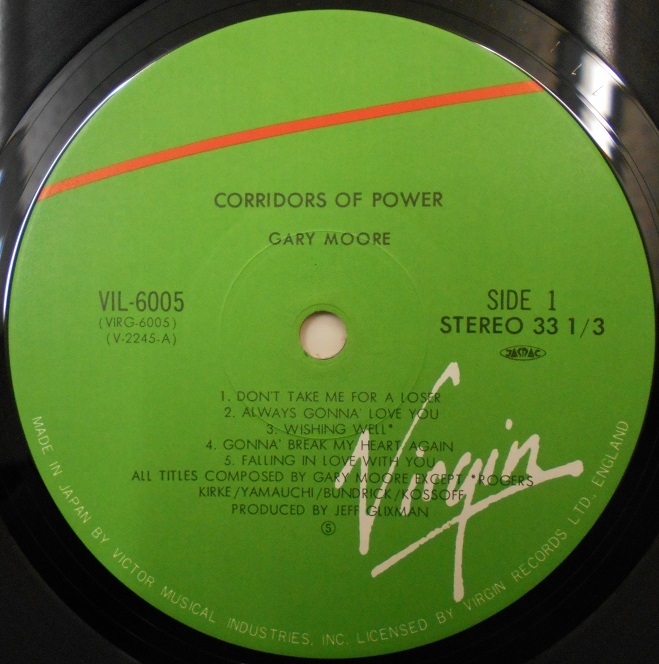 CORRIDORS OF POWER
GARY MOORE
VIL-6005
(VIRG-6005)
(V-2245-A)
SIDE 1
STEREO 33 1/3
JASRAC
1. DON'T TAKE ME FOR A LOSER
2. ALWAYS GONNA' LOVE YOU
3. WISHING WELL*
4. GONNA' BREAK MY HEART AGAIN
5. FALLING IN LOVE WITH YOU
ALL TITLES COMPOSED BY GARY MOORE EXCEPT *ROGERS
KIRKE/YAMAUCHI/BUNDRICK/KOSSOFF
PRODUCED BY JEFF GLIXMAN
Ⓢ
Virgin
MADE IN JAPAN BY VICTOR MUSICAL INDUSTRIES, INC. LICENSED BY VIRGIN RECORDS LTD., ENGLAND